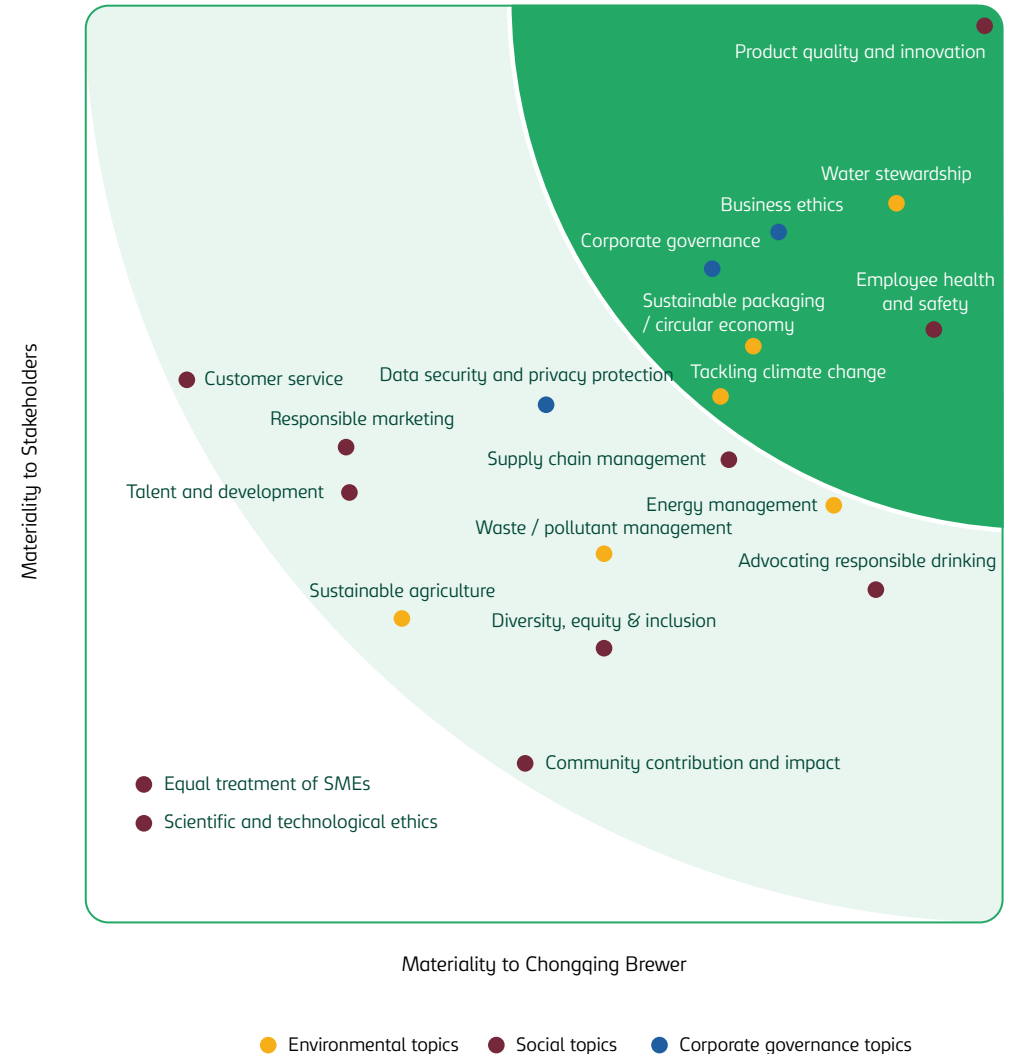 Product quality and innovation
Water stewardship
Business ethics
Corporate governance
Employee health
and safety
Sustainable packaging
/ circular economy
Tackling climate change
Data security and privacy protection
Customer service
Responsible marketing
Supply chain management
Talent and development
Energy management
Waste / pollutant management
Advocating responsible drinking
Sustainable agriculture
Diversity, equity & inclusion
Community contribution and impact
Equal treatment of SMEs
Scientific and technological ethics
Materiality to Stakeholders
Materiality to Chongqing Brewer
Environmental topics
Social topics
Corporate governance topics